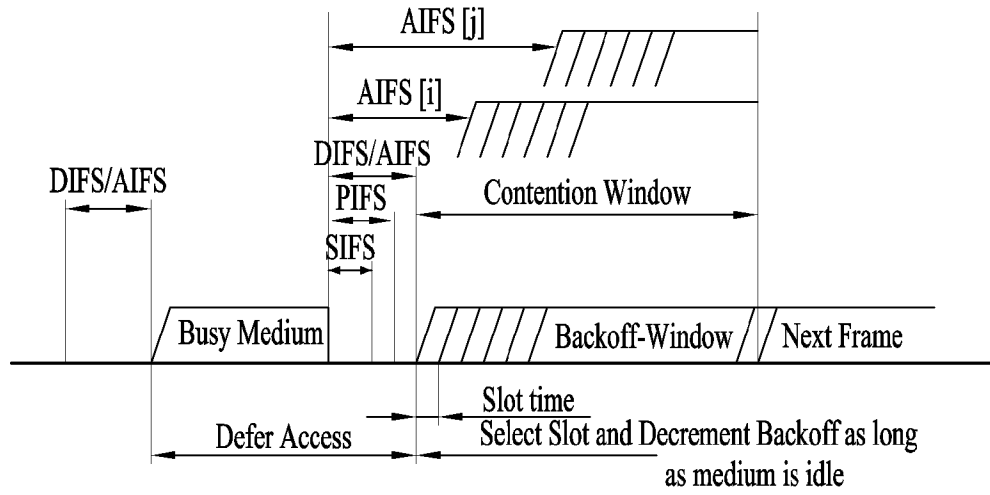 AIFS [j]
AIFS [i]
DIFS/AIFS
DIFS/AIFS
PIFS
Contention Window
SIFS
Busy Medium
Backoff-Window
Next Frame
Slot time
Defer Access
Select Slot and Decrement Backoff as long
as medium is idle